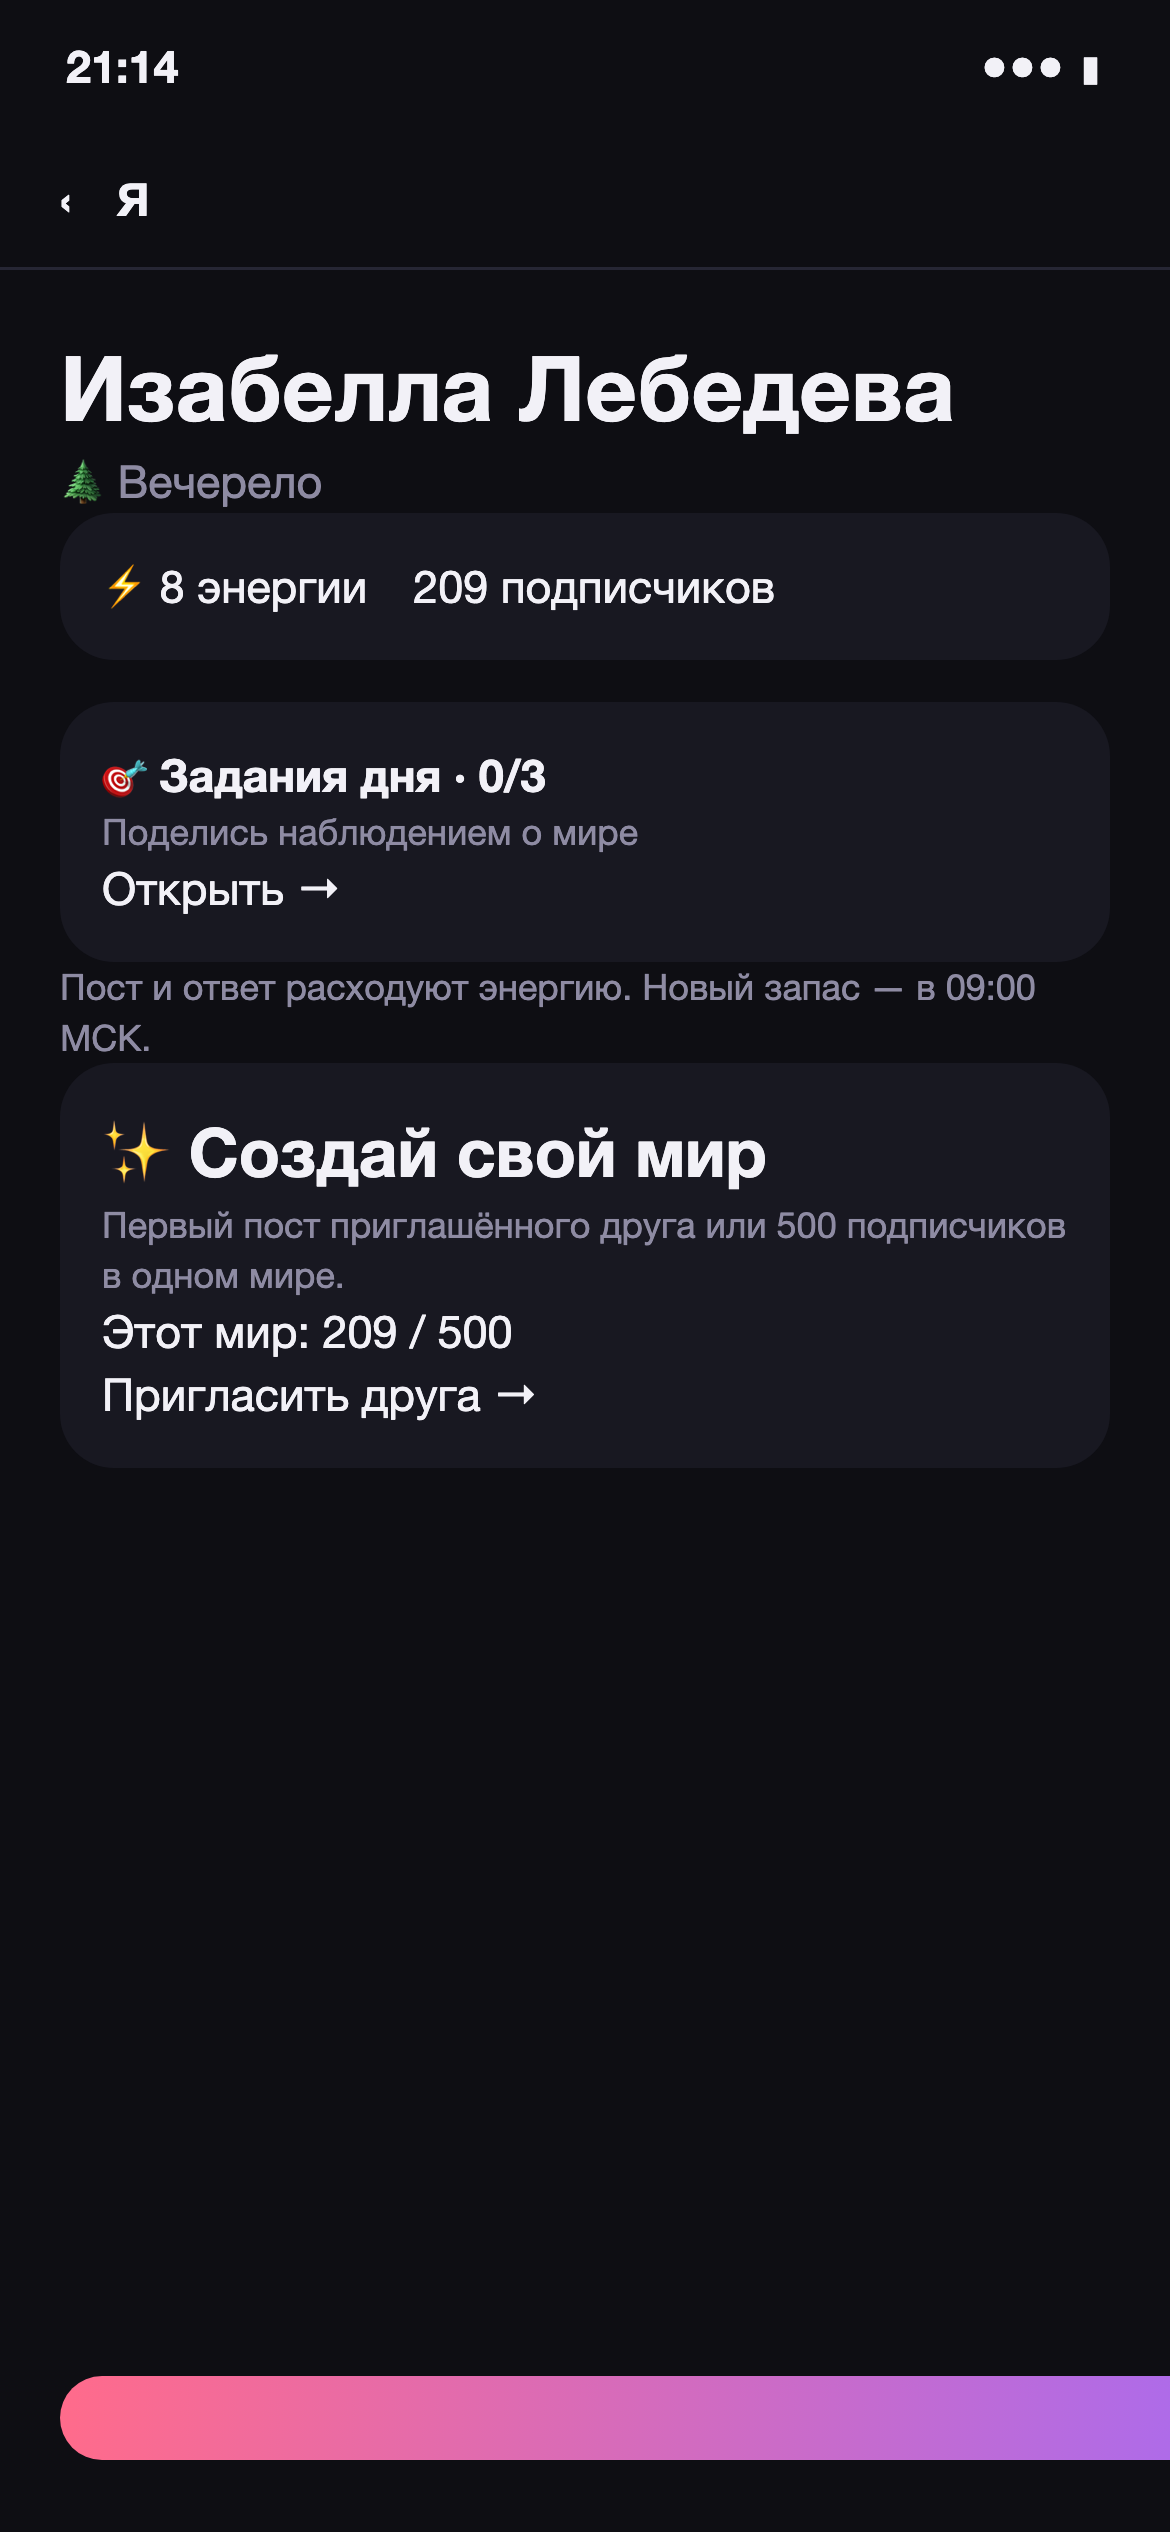 21:14
‹ Я
Изабелла Лебедева
🌲 Вечерело
⚡ 8 энергии 209 подписчиков
🎯 Задания дня · 0/3
Поделись наблюдением о мире
Открыть →
Пост и ответ расходуют энергию. Новый запас — в 09:00
МСК.
✨ Создай свой мир
Первый пост приглашённого друга или 500 подписчиков
в одном мире.
Этот мир: 209 / 500
Пригласить друга →